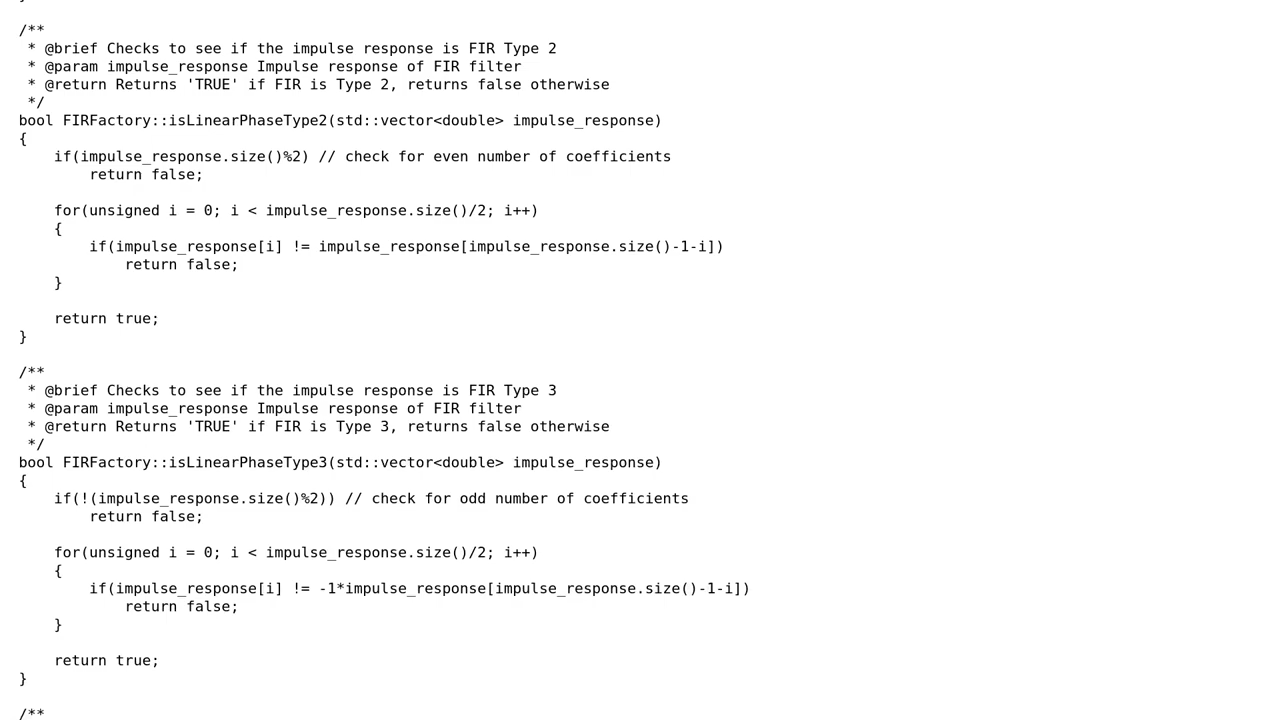 }

/**
 * @brief Checks to see if the impulse response is FIR Type 2
 * @param impulse_response Impulse response of FIR filter
 * @return Returns 'TRUE' if FIR is Type 2, returns false otherwise
 */
bool FIRFactory::isLinearPhaseType2(std::vector<double> impulse_response)
{
    if(impulse_response.size()%2) // check for even number of coefficients
        return false;

    for(unsigned i = 0; i < impulse_response.size()/2; i++)
    {
        if(impulse_response[i] != impulse_response[impulse_response.size()-1-i])
            return false;
    }

    return true;
}

/**
 * @brief Checks to see if the impulse response is FIR Type 3
 * @param impulse_response Impulse response of FIR filter
 * @return Returns 'TRUE' if FIR is Type 3, returns false otherwise
 */
bool FIRFactory::isLinearPhaseType3(std::vector<double> impulse_response)
{
    if(!(impulse_response.size()%2)) // check for odd number of coefficients
        return false;

    for(unsigned i = 0; i < impulse_response.size()/2; i++)
    {
        if(impulse_response[i] != -1*impulse_response[impulse_response.size()-1-i])
            return false;
    }

    return true;
}

/**